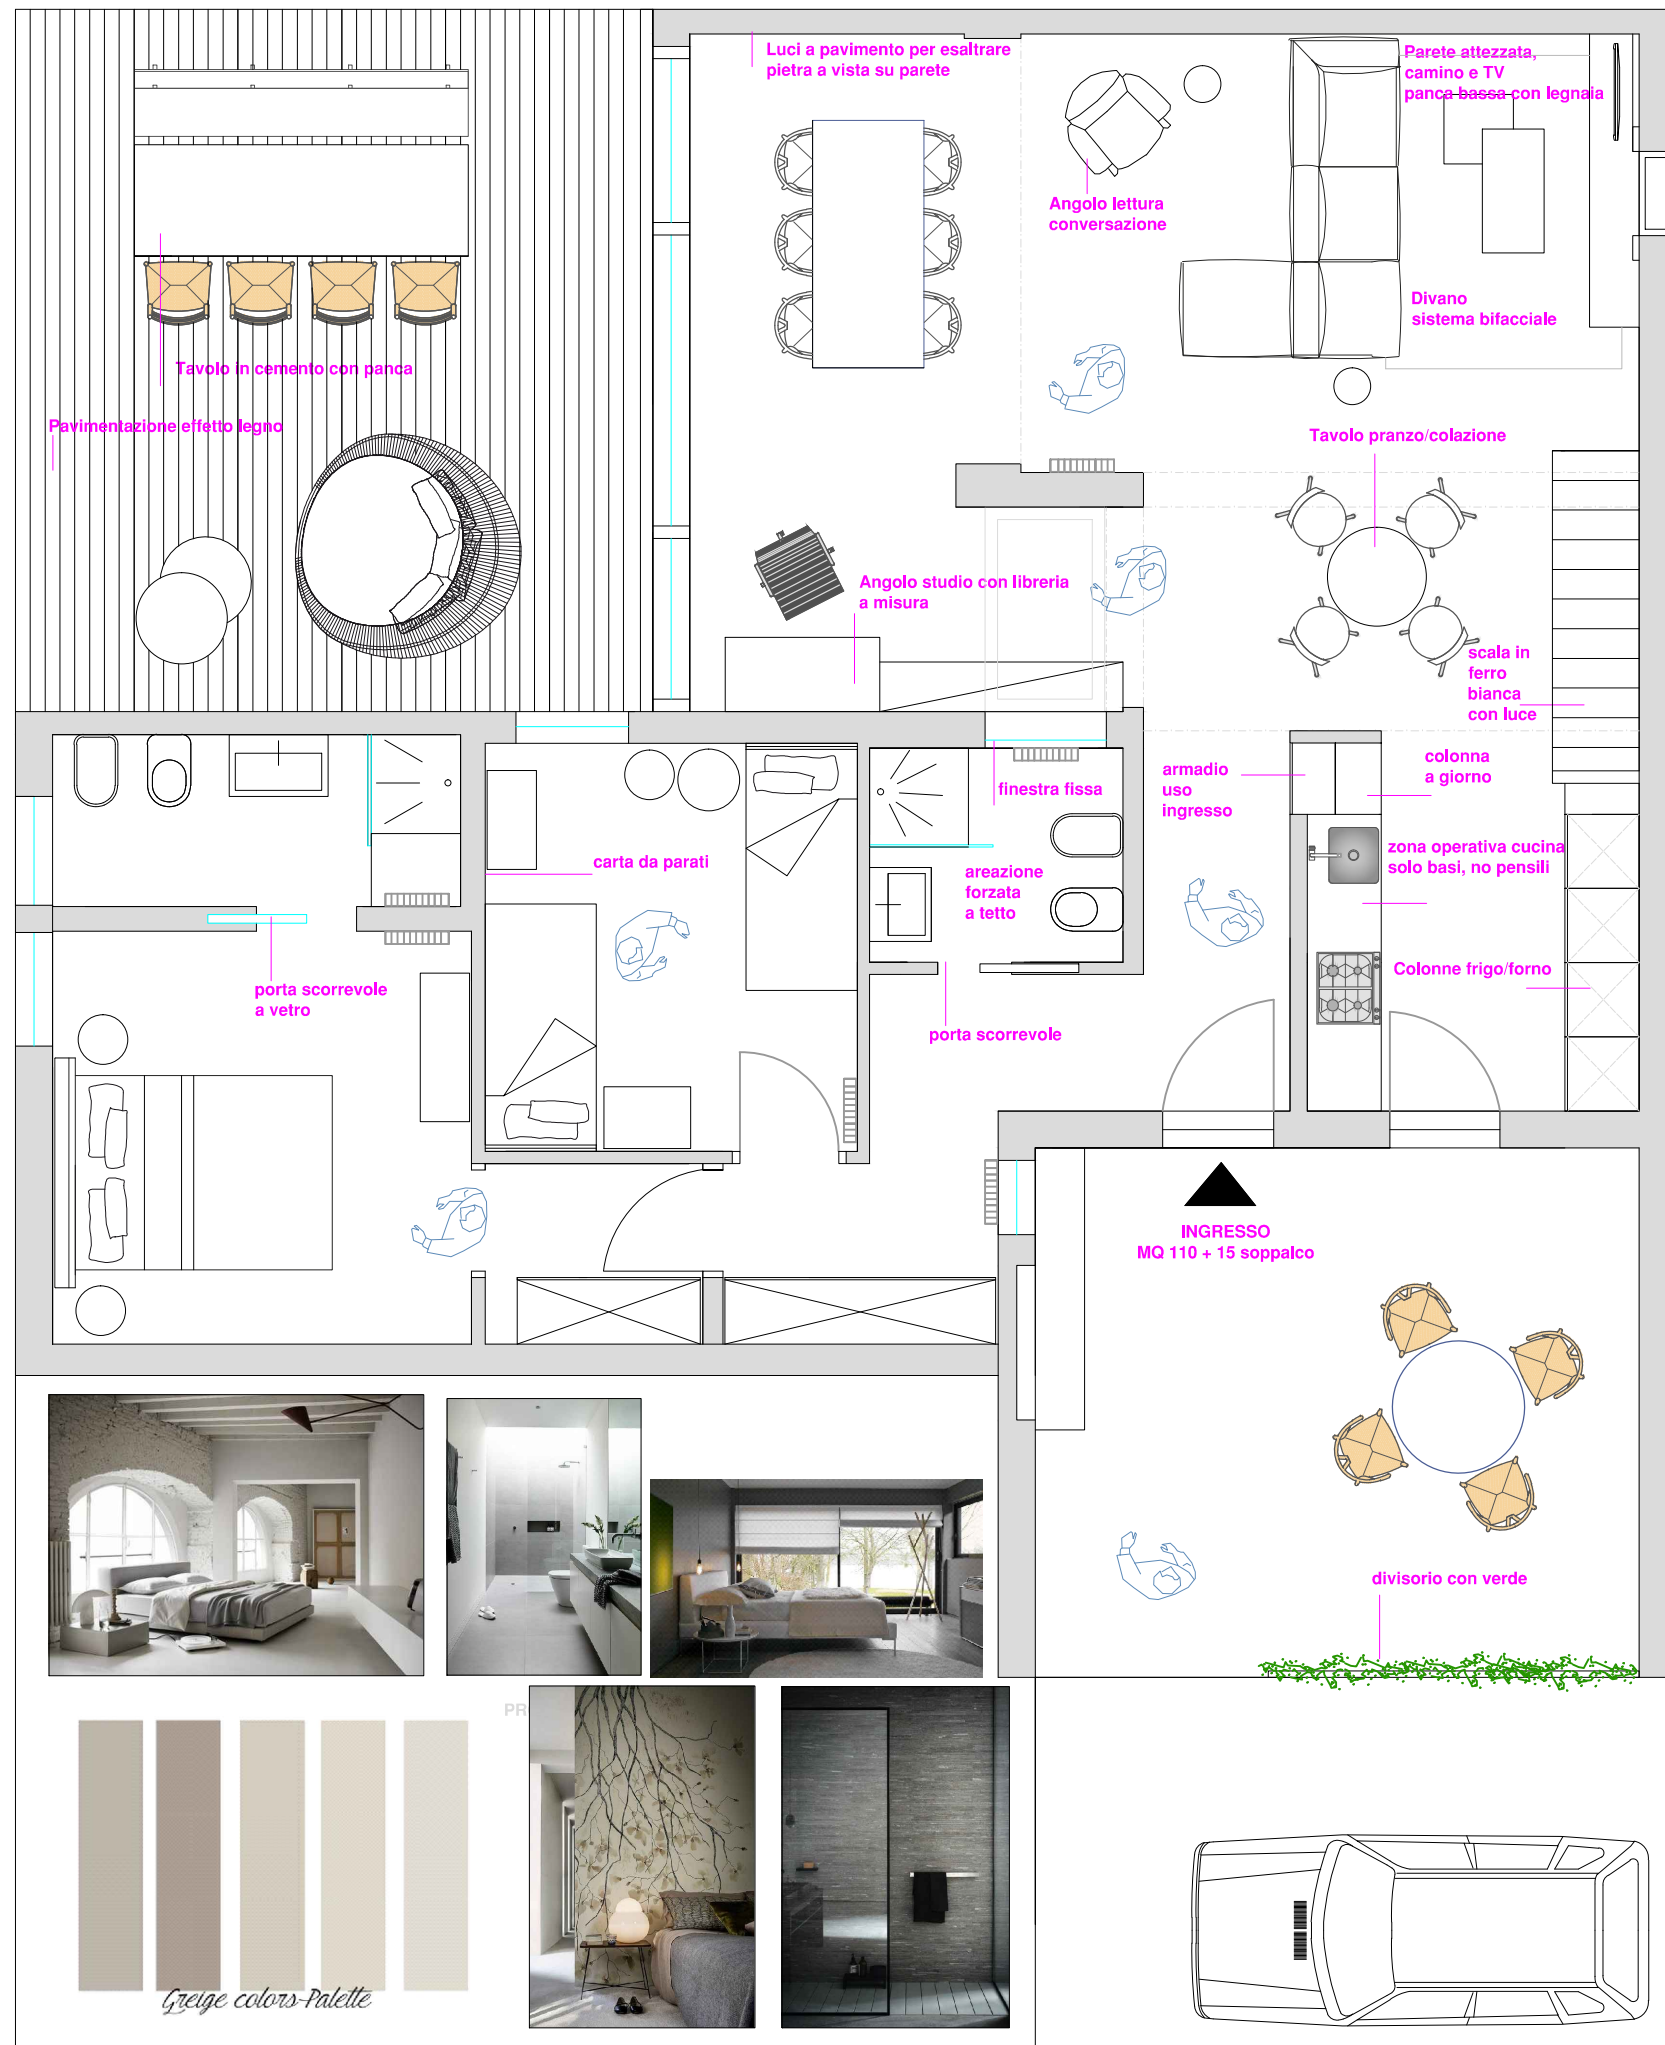 Luci a pavimento per esaltrare
pietra a vista su parete
Parete attezzata,
camino e TV
panca bassa con legnaia
Angolo lettura
conversazione
Divano
sistema bifacciale
Tavolo in cemento con panca
Pavimentazione effetto legno
Tavolo pranzo/colazione
Angolo studio con libreria
a misura
scala in
ferro
bianca
con luce
colonna
a giorno
armadio
uso
ingresso
finestra fissa
carta da parati
zona operativa cucina
solo basi, no pensili
areazione
forzata
a tetto
Colonne frigo/forno
porta scorrevole
a vetro
porta scorrevole
INGRESSO
MQ 110 + 15 soppalco
divisorio con verde
PR
Greige colors-Palette